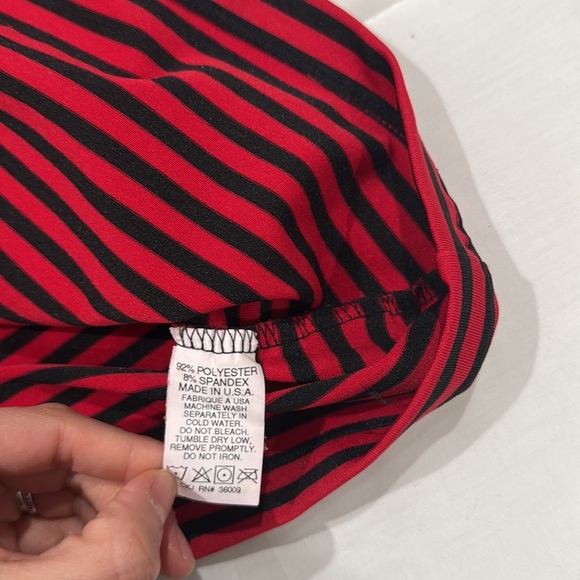 92% POLYESTER
8% SPANDEX
MADE IN U.S.A.
FABRIQUE A USA
MACHINE WASH
SEPARATELY IN
COLD WATER.
DO NOT BLEACH.
TUMBLE DRY LOW,
REMOVE PROMPTLY.
DO NOT IRON.
RN# 36009